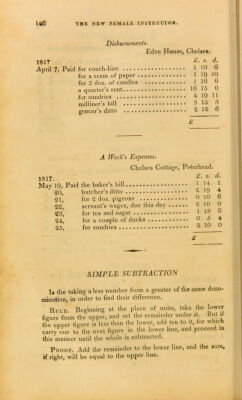 146 THE NEW FEMALE INSTRUCTOR.
Disbursements.
Eden House, Chelsea.
1817 £. s. d.
April 7, Paid for coach-hire 1 10 6
for a ream of paper 1 19 10
for 3 doz. of candles 1 16 6
a quarter's rent 16 15 0
for sundries 4 19 11
milliner's bill 3 15 3
grocer's ditto 2 12 6
£
A Week's Expenses.
Chelsea Cottage, Peterhead.
£. s. d.
1817.
May 19, Paid the baker's bill 1 14 1
20, butcher's ditto 2 19 4
21, for 2 doz. pigeons 0 10 6
22, servant's wages, due this day 2 10 0
23, for tea and sugar 1 13 6
24, for a couple of ducks 0 5 4
25, for sundries 2 10 0
£
SIMPLE SUBTRACTION
Is the taking a less number from a greater of the same deno-
mination, in order to find their difference.
RULE. Beginning at the place of units, take the lower
figure from the upper, and set the remainder under it. But if
the upper figure is less than the lower, add ten to it, for which
carry one to the next figure in the lower line, and proceed in
this manner until the whole is subtracted.
PROOF. Add the remainder to the lower line, and the sum,
if right, will be equal to the upper line.